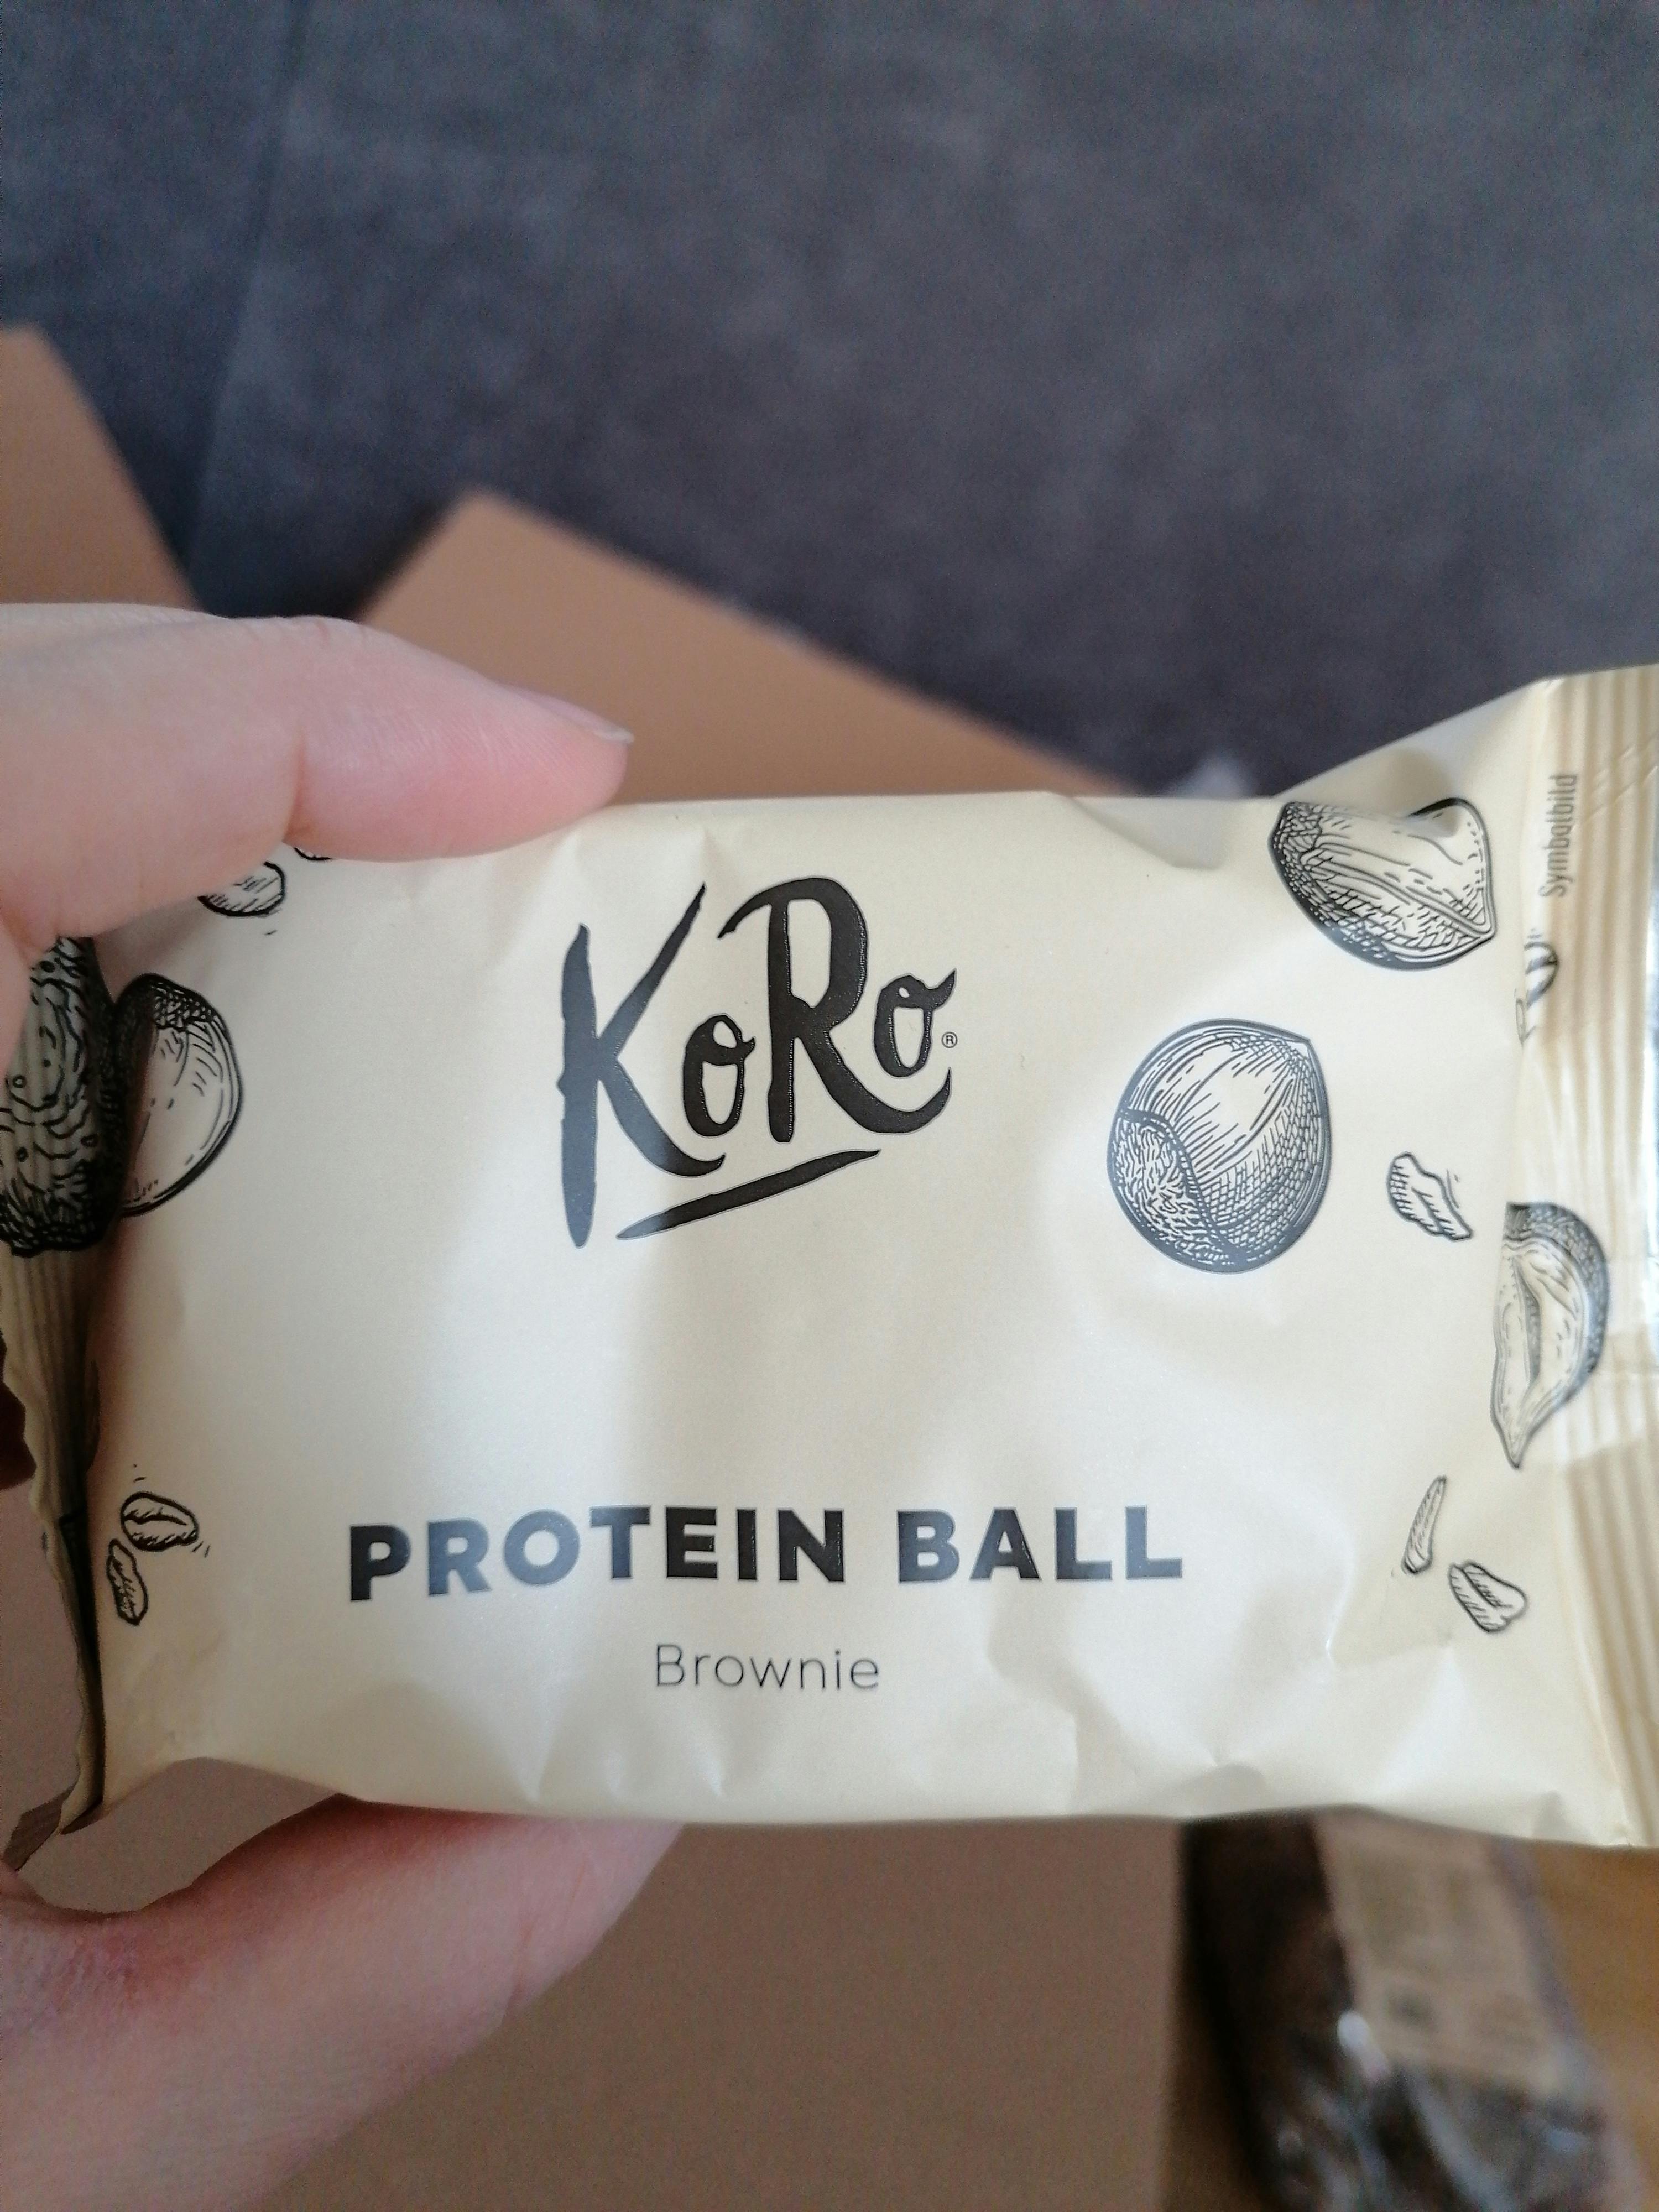 KoRo®
PROTEIN BALL
Brownie
Symbolbild